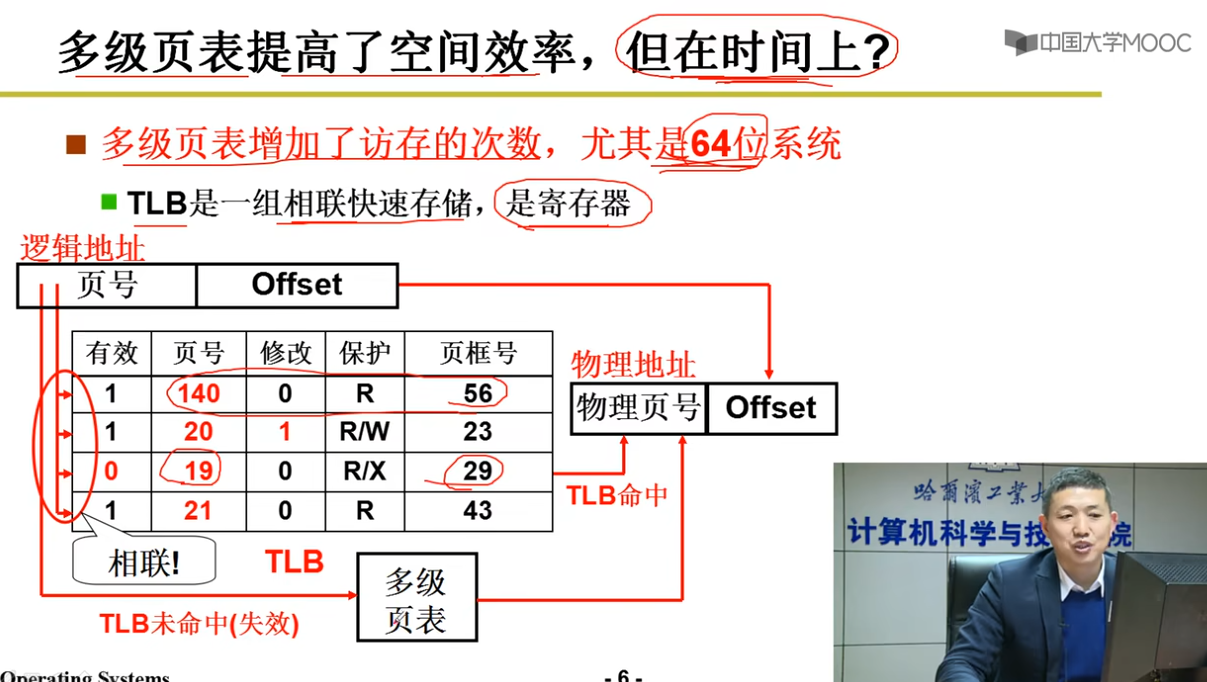 多级页表提高了空间效率，但在时间上?
中国大学MOOC
多级页表增加了访存的次数，尤其是64位系统
TLB是一组相联快速存储，是寄存器
逻辑地址
页号 Offset
有效 页号 修改 保护 页框号
1 140 0 R 56
1 20 1 R/W 23
0 19 0 R/X 29
1 21 0 R 43
物理地址
物理页号 Offset
TLB命中
相联!
TLB
多级
页表
TLB未命中(失效)
哈尔滨工业大
计算机科学与技 院
Operating Systems
- 6 -